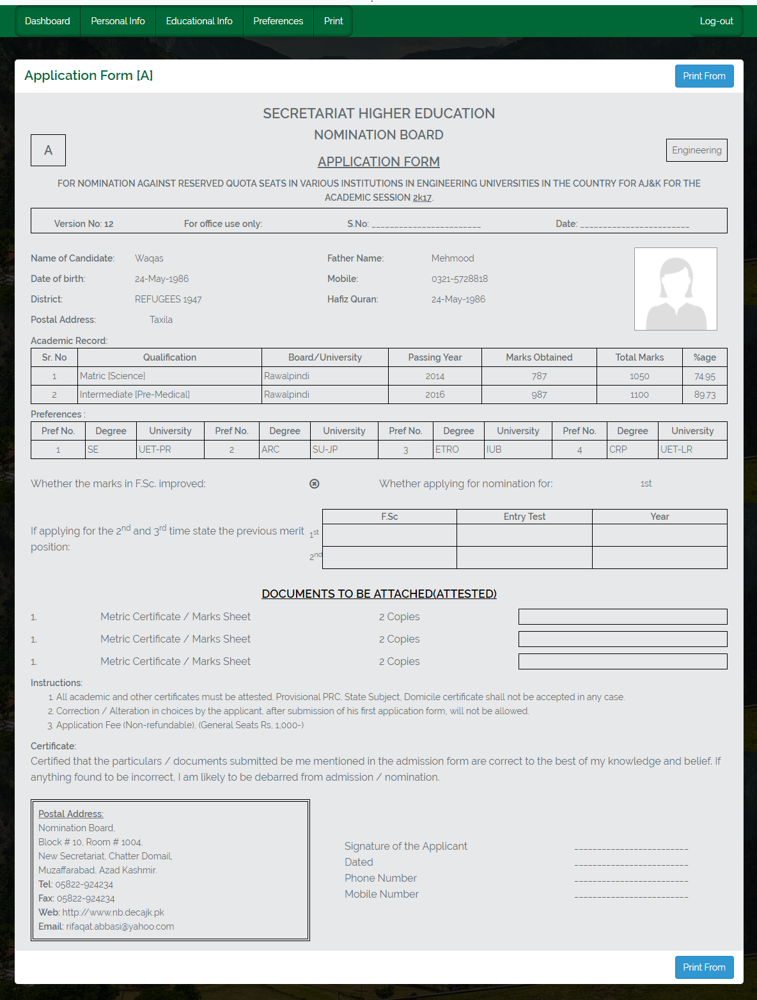 Dashboard Personal Info Educational Info Preferences Print Log-out
Application Form [A] Print From
SECRETARIAT HIGHER EDUCATION
NOMINATION BOARD
A
Engineering
APPLICATION FORM
FOR NOMINATION AGAINST RESERVED QUOTA SEATS IN VARIOUS INSTITUTIONS IN ENGINEERING UNIVERSITIES IN THE COUNTRY FOR AJ&K FOR THE
ACADEMIC SESSION 2k17.
Version No: 12 For office use only: S.No: ________________________ Date: ________________________
Name of Candidate: Waqas Father Name: Mehmood
Date of birth: 24-May-1986 Mobile: 0321-5728818
District: REFUGEES 1947 Hafiz Quran: 24-May-1986
Postal Address: Taxila
Academic Record:
Sr. No Qualification Board/University Passing Year Marks Obtained Total Marks %age
1 Matric [Science] Rawalpindi 2014 787 1050 74.95
2 Intermediate [Pre-Medical] Rawalpindi 2016 987 1100 89.73
Preferences :
Pref No. Degree University Pref No. Degree University Pref No. Degree University Pref No. Degree University
1 SE UET-PR 2 ARC SU-JP 3 ETRO IUB 4 CRP UET-LR
Whether the marks in F.Sc. improved: Whether applying for nomination for: 1st
F.Sc Entry Test Year
If applying for the 2nd and 3rd time state the previous merit 1st
position:
2nd
DOCUMENTS TO BE ATTACHED(ATTESTED)
1. Metric Certificate / Marks Sheet 2 Copies
1. Metric Certificate / Marks Sheet 2 Copies
1. Metric Certificate / Marks Sheet 2 Copies
Instructions:
1. All academic and other certificates must be attested. Provisional PRC, State Subject, Domicile certificate shall not be accepted in any case.
2. Correction / Alteration in choices by the applicant, after submission of his first application form, will not be allowed.
3. Application Fee (Non-refundable), (General Seats Rs, 1,000-)
Certificate:
Certified that the particulars / documents submitted be me mentioned in the admission form are correct to the best of my knowledge and belief. If
anything found to be incorrect, I am likely to be debarred from admission / nomination.
Postal Address:
Nomination Board,
Block # 10, Room # 1004,
New Secretariat, Chatter Domail,
Muzaffarabad, Azad Kashmir.
Tel: 05822-924234
Fax: 05822-924234
Web: http://www.nb.decajk.pk
Email: rifaqat.abbasi@yahoo.com
Signature of the Applicant _________________________
Dated _________________________
Phone Number _________________________
Mobile Number _________________________
Print From